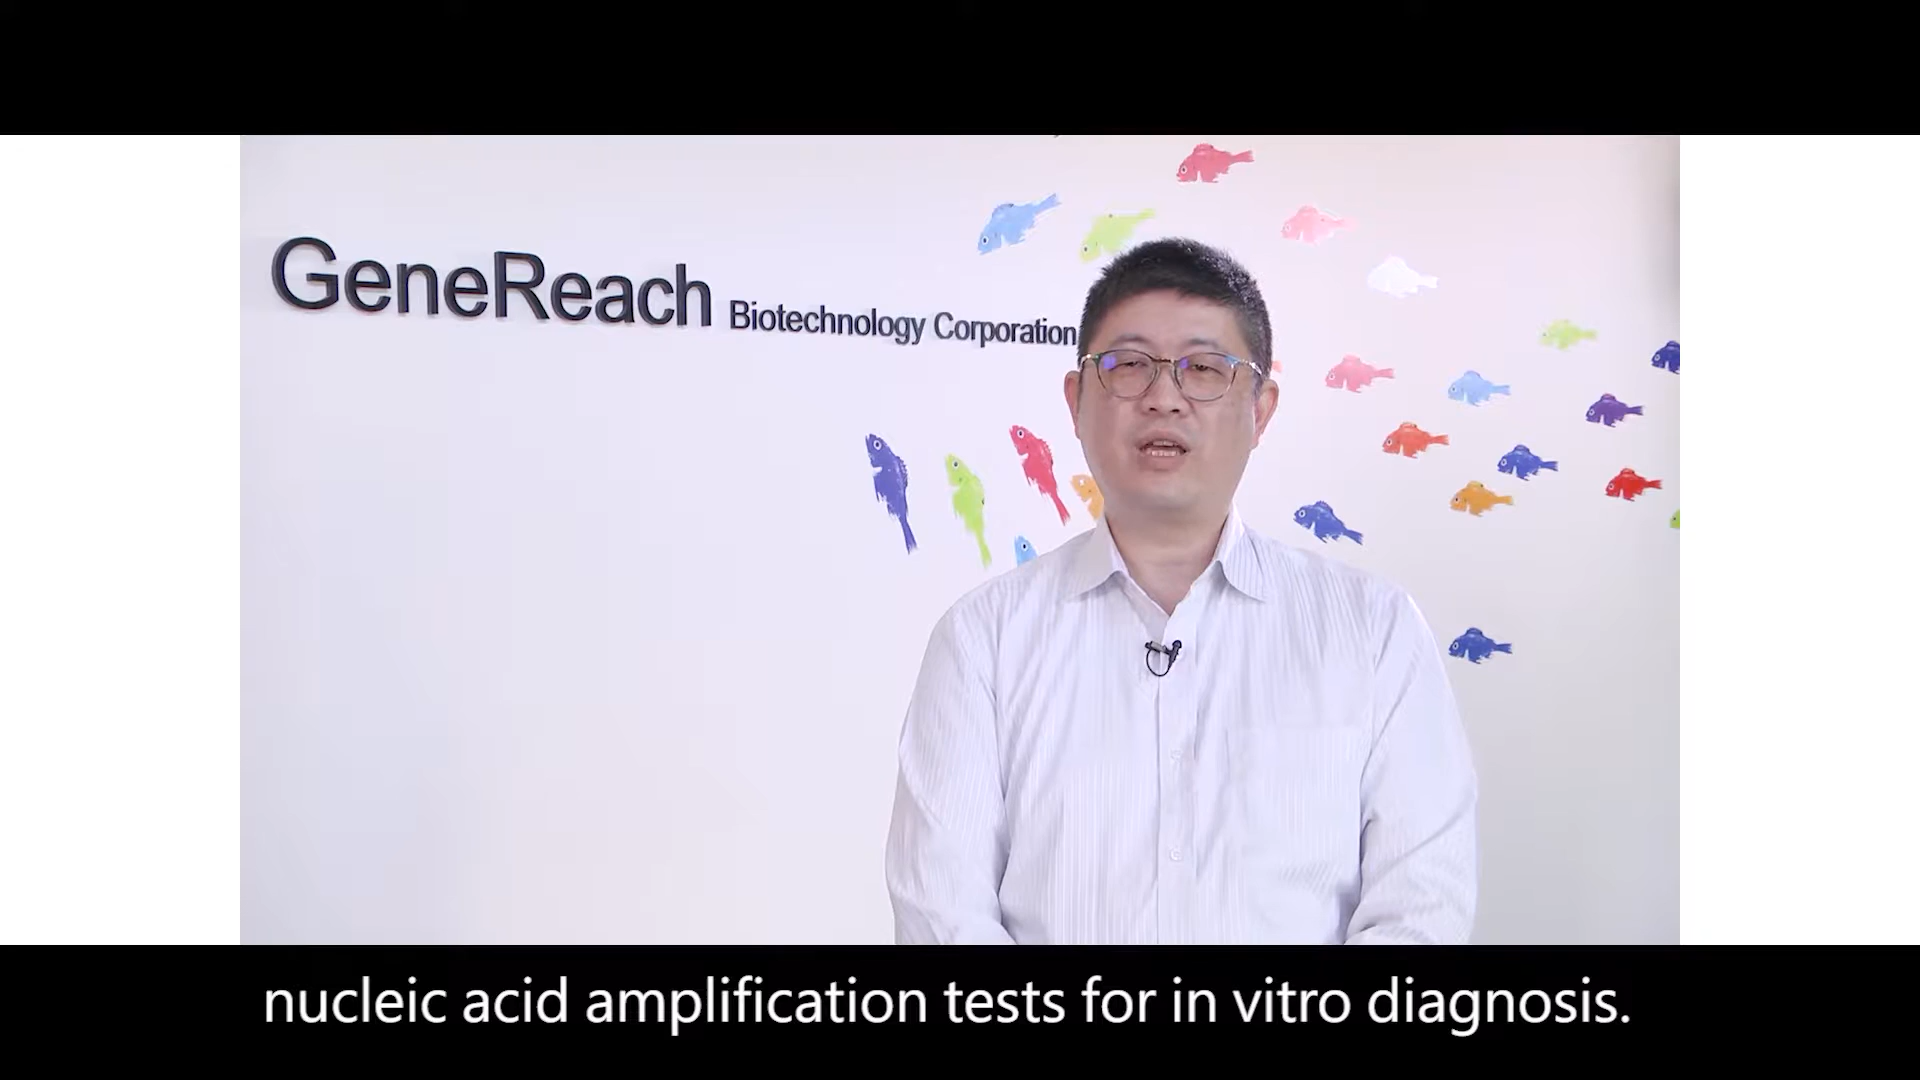 GeneReach Biotechnology Corporation
nucleic acid amplification tests for in vitro diagnosis.